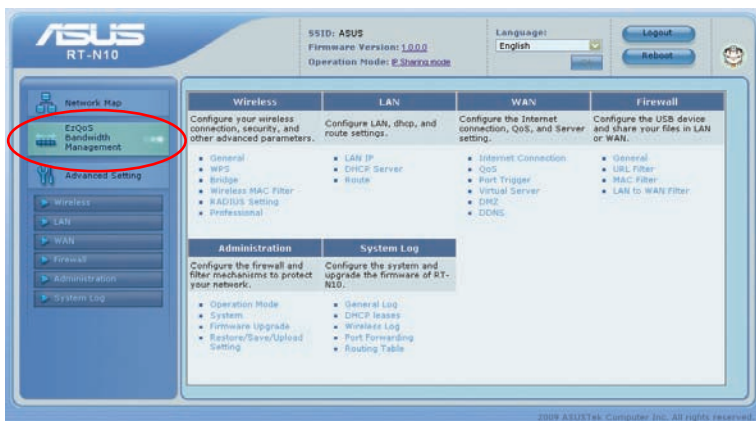 ASUS
RT-N10
SSID: ASUS
Firmware Version: 1.0.0.0
Operation Mode: IP Sharing mode
Language:
English
Logout
Reboot
Network Map
EzQoS
Bandwidth
Management
Advanced Setting
Wireless
LAN
WAN
Firewall
Administration
System Log
Wireless
Configure your wireless
connection, security, and
other advanced parameters.
General
WPS
Bridge
Wireless MAC Filter
RADIUS Setting
Professional
LAN
Configure LAN, dhcp, and
route settings.
LAN IP
DHCP Server
Route
WAN
Configure the Internet
connection, QoS, and Server
setting.
Internet Connection
QoS
Port Trigger
Virtual Server
DMZ
DDNS
Firewall
Configure the USB device
and share your files in LAN
or WAN.
General
URL Filter
MAC Filter
LAN to WAN Filter
Administration
Configure the firewall and
filter mechanisms to protect
your network.
Operation Mode
System
Firmware Upgrade
Restore/Save/Upload
Setting
System Log
Configure the system and
upgrade the firmware of RT-
N10.
General Log
DHCP leases
Wireless Log
Port Forwarding
Routing Table
2009 ASUSTek Computer Inc. All rights reserved.